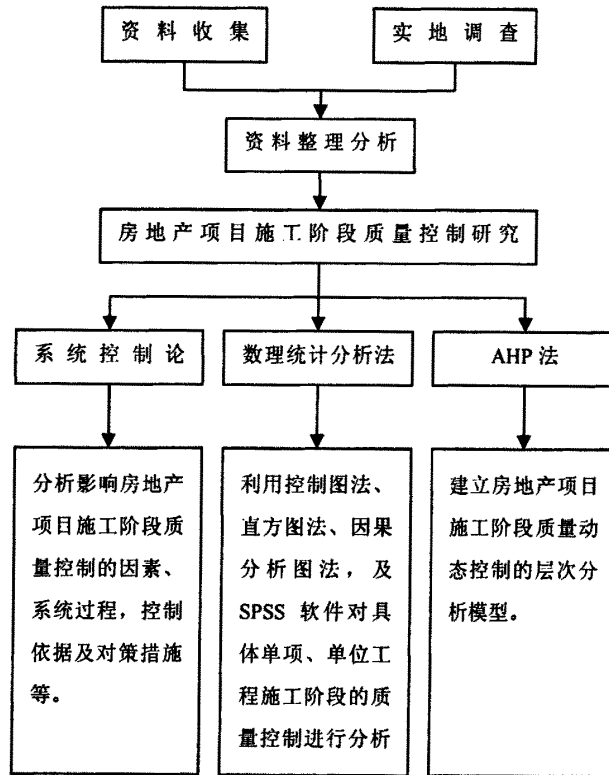 资料收集
实地调查
资料整理分析
房地产项目施工阶段质量控制研究
系统控制论
数理统计分析法
AHP 法
分析影响房地产
项目施工阶段质
量控制的因素、
系统过程，控制
依据及对策措施
等。
利用控制图法、
直方图法、因果
分析图法，及
SPSS 软件对具
体单项、单位工
程施工阶段的质
量控制进行分析
建立房地产项目
施工阶段质量动
态控制的层次分
析模型。